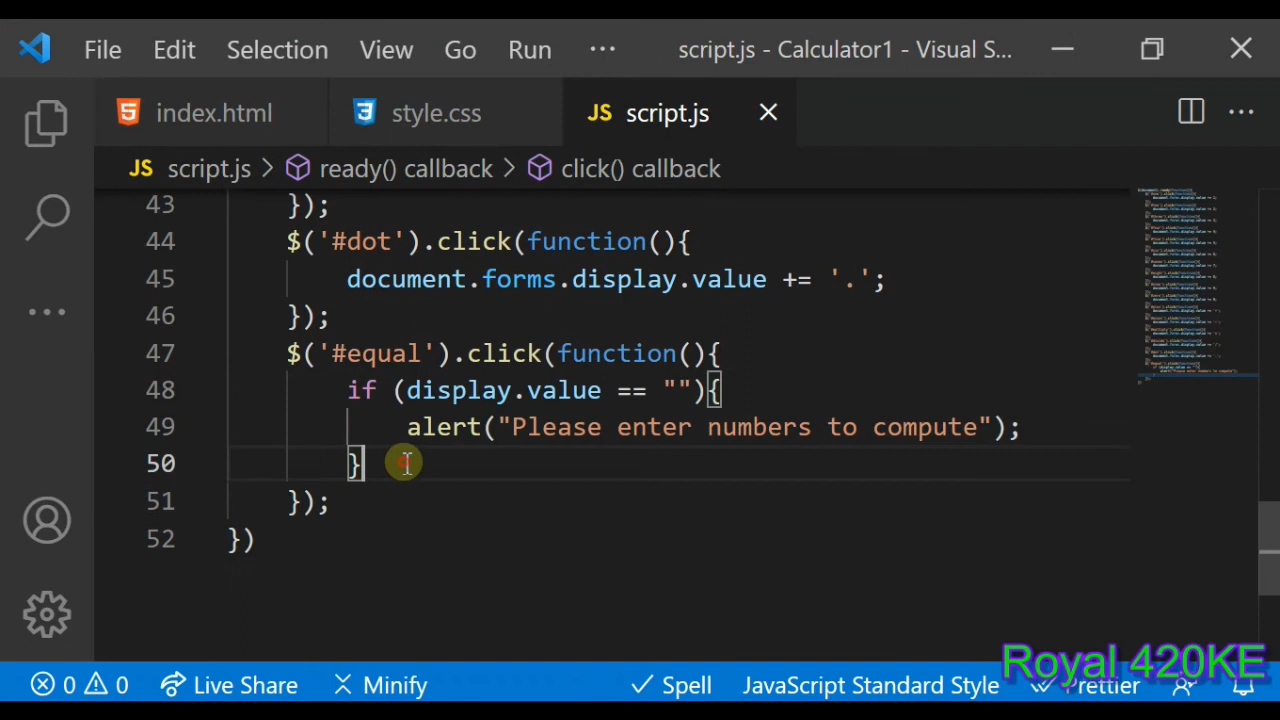 File Edit Selection View Go Run ··· script.js - Calculator1 - Visual S...
index.html style.css JS script.js
JS script.js > ready() callback > click() callback
43 });
44 $('#dot').click(function(){
45 document.forms.display.value += '.';
46 });
47 $('#equal').click(function(){
48 if (display.value == ""){
49 alert("Please enter numbers to compute");
50 }
51 });
52 })
Royal 420KE
0 0 Live Share Minify Spell JavaScript Standard Style Prettier